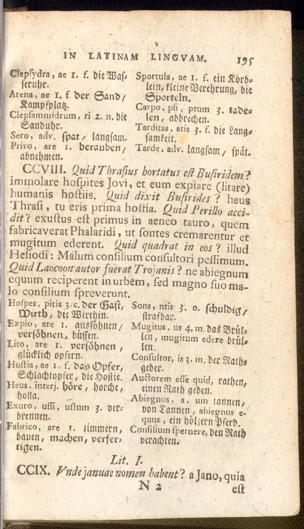 IN LATINAM LINGVAM. 195
Clepsydra, ae 1. f. die Was-
seruhr.
Arena, ae 1. f. der Sand/
Kampfplatz.
Clepsammidrum, ri 2. n. die
Sanduhr.
Sero, adv. spat/ langsam.
Privo, are 1. berauben/
abnehmen.
Sportula, ae 1. f. ein Körb-
lein, kleine Verehrung, die
Sporteln.
Carpo, psi, ptum 3. tade-
len, abbrechen.
Tarditas, atis 3. f. die Lang-
samkeit.
Tarde, adv. langsam/ spät.
CCVIII. Quid Thrasius hortatus est Busiridem?
immolare hospites Jovi, et eum expiare (litare)
humanis hostiis. Quid dixit Busirides? heus
Thrasi, tu eris prima hostia. Quid Perillo acci-
dit? exustus est primus in aeneo tauro, quem
fabricaverat Phalaridi, ut sontes cremarentur et
mugitum ederent. Quid quadrat in eos? illud
Hesiodi: Malum consilium consultori pessimum.
Quid Laocoon autor fuerat Trojanis? ne abiegnum
equum reciperent in urbem, sed magno suo ma-
lo consilium spreverunt.
Hospes, pitis 3. c. der Gast,
Wirth, die Wirthin.
Expio, are 1. aussöhnen/
versöhnen, büssen.
Lito, are 1. versöhnen/
glücklich opfern.
Hostia, ae 1. f. das Opfer,
Schlachtopfer, die Hostie.
Heus, interj. höre, horche,
holla.
Exuro, ussi, ustum 3. ver-
brennen.
Fabrico, are 1. zimmern,
bauen, machen, verfer-
tigen.
Sons, ntis 3. o. schuldig/
strafbar.
Mugitus, us 4. m. das Brül-
len, mugitum edere brül-
len.
Consultor, is 3. m. der Raths
geber.
Auctorem esse quid, rathen,
einen Rath geben.
Abiegnus, a, um tannen,
von Tannen, abiegnus e-
quus, ein hölzern Pferd.
Consilium spernere, den Rath
verachten.
Lit. I.
CCIX. Unde januae nomen habent? a Jano, quia
N 2 est